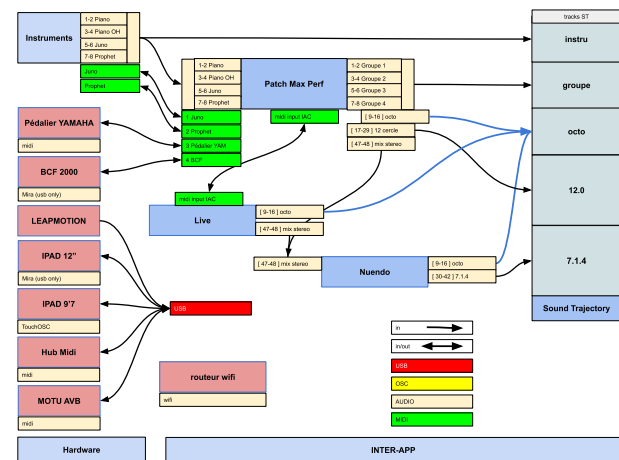 tracks ST
Instruments
1-2 Piano
3-4 Piano OH
5-6 Juno
7-8 Prophet
Juno
Prophet
instru
1-2 Piano
3-4 Piano OH
5-6 Juno
7-8 Prophet
Patch Max Perf
1-2 Groupe 1
3-4 Groupe 2
5-6 Groupe 3
7-8 Groupe 4
groupe
1 Juno
2 Prophet
3 Pédalier YAM
4 BCF
midi input IAC
[ 9-16 ] octo
[ 17-29 ] 12 cercle
[ 47-48 ] mix stereo
octo
Pédalier YAMAHA
midi
BCF 2000
Mira (usb only)
midi input IAC
Live
[ 9-16 ] octo
[ 47-48 ] mix stereo
12.0
LEAPMOTION
IPAD 12"
Mira (usb only)
[ 47-48 ] mix stereo
Nuendo
[ 9-16 ] octo
[ 30-42 ] 7.1.4
7.1.4
IPAD 9'7
TouchOSC
USB
Sound Trajectory
Hub Midi
midi
MOTU AVB
midi
routeur wifi
wifi
in
in/out
USB
OSC
AUDIO
MIDI
Hardware
INTER-APP